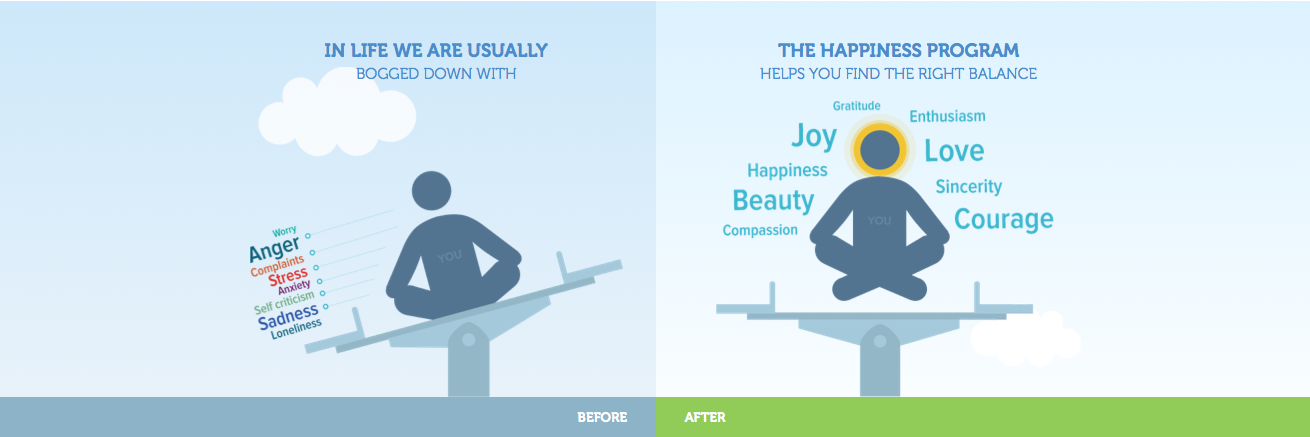 IN LIFE WE ARE USUALLY
BOGGED DOWN WITH
Worry
Anger
Complaints
Stress
Anxiety
Self criticism
Sadness
Loneliness
YOU
BEFORE
THE HAPPINESS PROGRAM
HELPS YOU FIND THE RIGHT BALANCE
Gratitude
Enthusiasm
Joy
Love
Happiness
Sincerity
Beauty
Courage
Compassion
YOU
AFTER